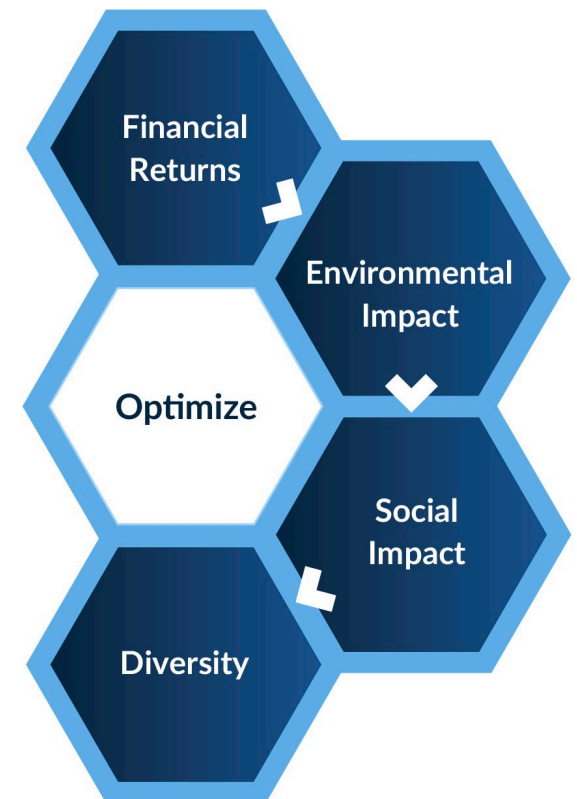 Financial
Returns
Environmental
Impact
Optimize
Social
Impact
Diversity